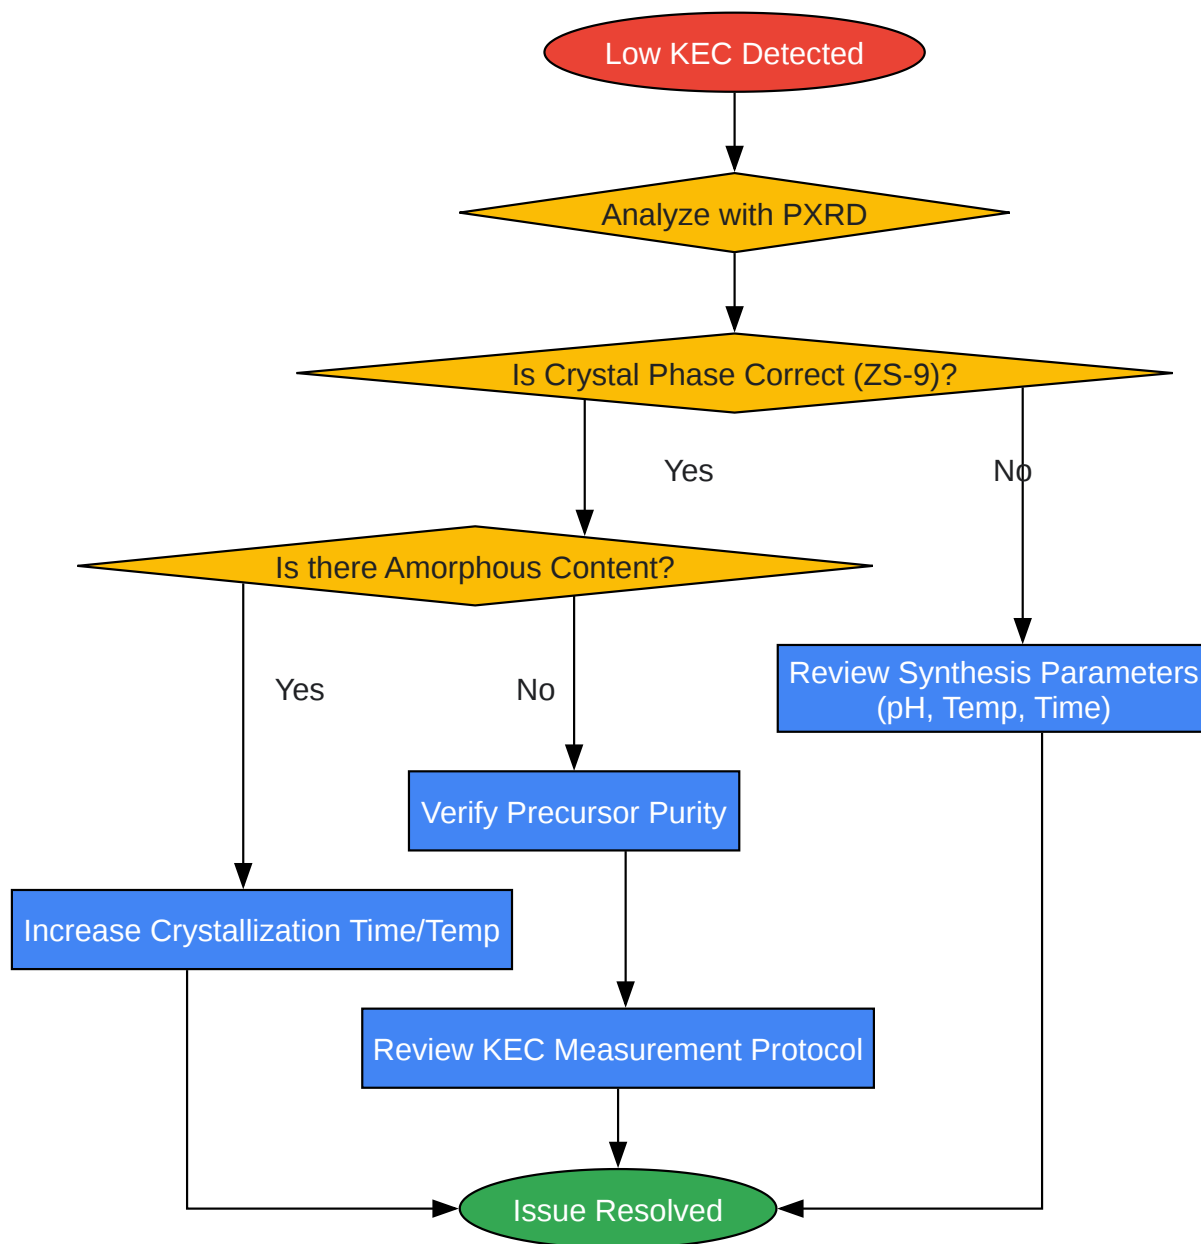 Low KEC Detected
Analyze with PXRD
Is Crystal Phase Correct (ZS-9)?
Yes
No
Is there Amorphous Content?
Review Synthesis Parameters
(pH, Temp, Time)
Yes
No
Verify Precursor Purity
Increase Crystallization Time/Temp
Review KEC Measurement Protocol
Issue Resolved